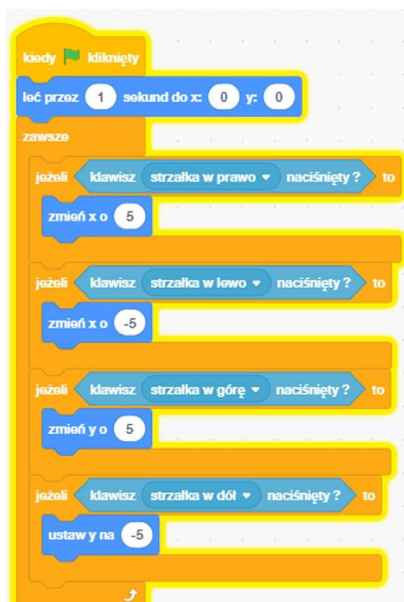 kiedy kliknięty
leć przez 1 sekund do x: 0 y: 0
zawsze
jeżeli klawisz strzałka w prawo naciśnięty ? to
zmień x o 5
jeżeli klawisz strzałka w lewo naciśnięty ? to
zmień x o -5
jeżeli klawisz strzałka w górę naciśnięty ? to
zmień y o 5
jeżeli klawisz strzałka w dół naciśnięty ? to
ustaw y na -5